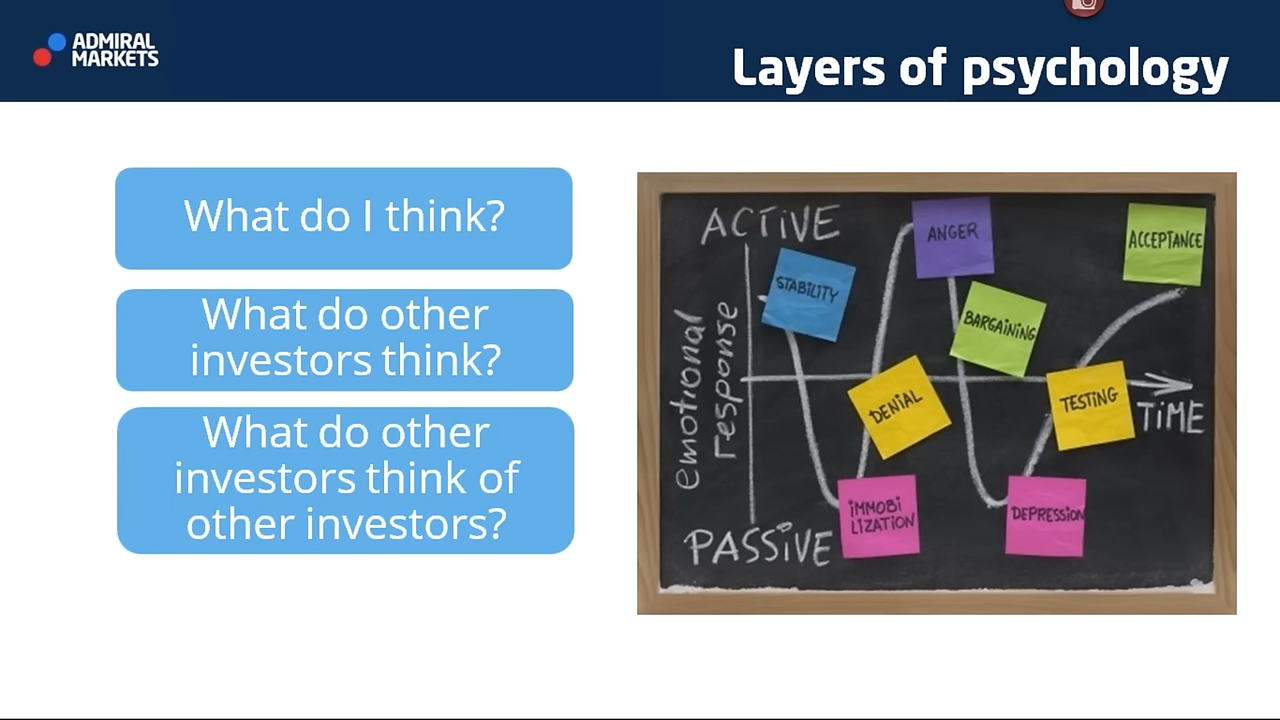 ADMIRAL
MARKETS
Layers of psychology
What do I think?
What do other
investors think?
What do other
investors think of
other investors?
ACTiVE
emotional
response
PASSiVE
STABiLiTY
iMMOBi
LIZATION
DENiAL
ANGER
BARGAiNiNG
DEPRESSiON
TESTiNG
ACCEPTANCE
TiME